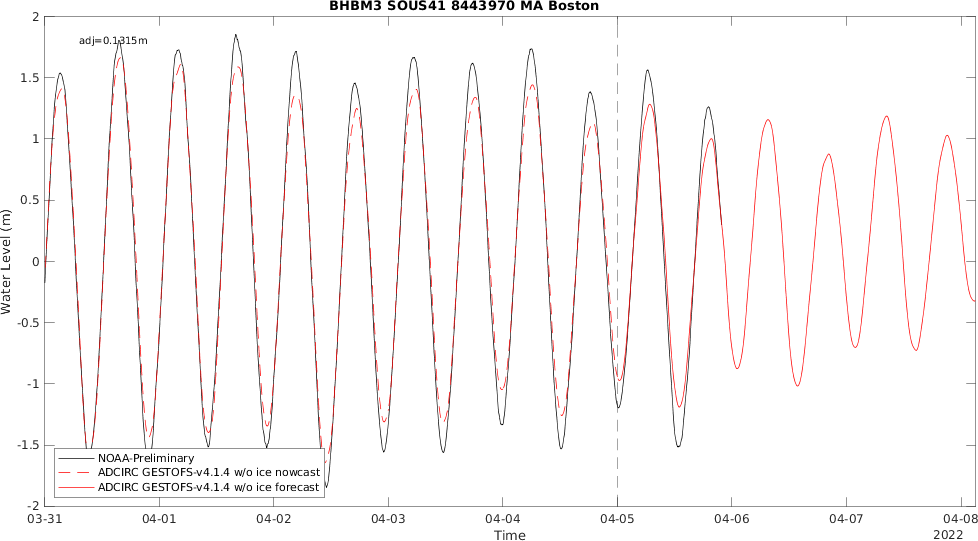 BHBM3 SOUS41 8443970 MA Boston
adj=0.1315m
2
1.5
1
0.5
0
-0.5
-1
-1.5
-2
Water Level (m)
NOAA-Preliminary
ADCIRC GESTOFS-v4.1.4 w/o ice nowcast
ADCIRC GESTOFS-v4.1.4 w/o ice forecast
03-31 04-01 04-02 04-03 04-04 04-05 04-06 04-07 04-08
Time
2022